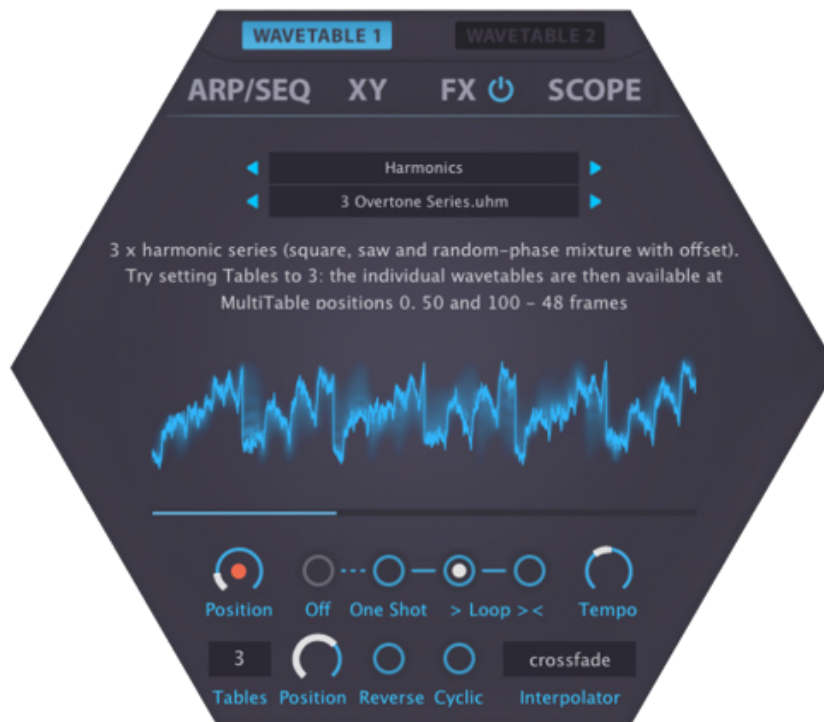 WAVETABLE 1 WAVETABLE 2
ARP/SEQ XY FX SCOPE
Harmonics
3 Overtone Series.uhm
3 x harmonic series (square, saw and random-phase mixture with offset).
Try setting Tables to 3: the individual wavetables are then available at
MultiTable positions 0, 50 and 100 - 48 frames
Position Off One Shot > Loop > < Tempo
3 crossfade
Tables Position Reverse Cyclic Interpolator